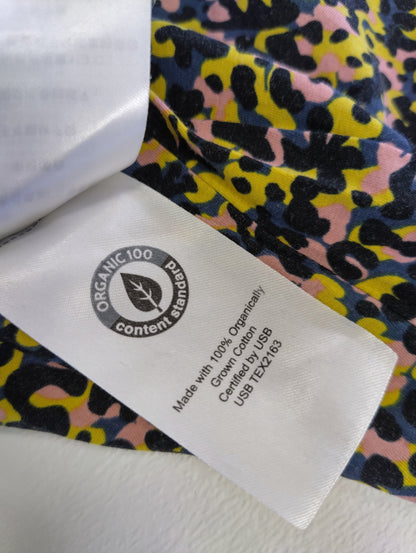 ORGANIC 100
content standard
Made with 100% Organically
Grown Cotton
Certified by USB
USB TEX2163